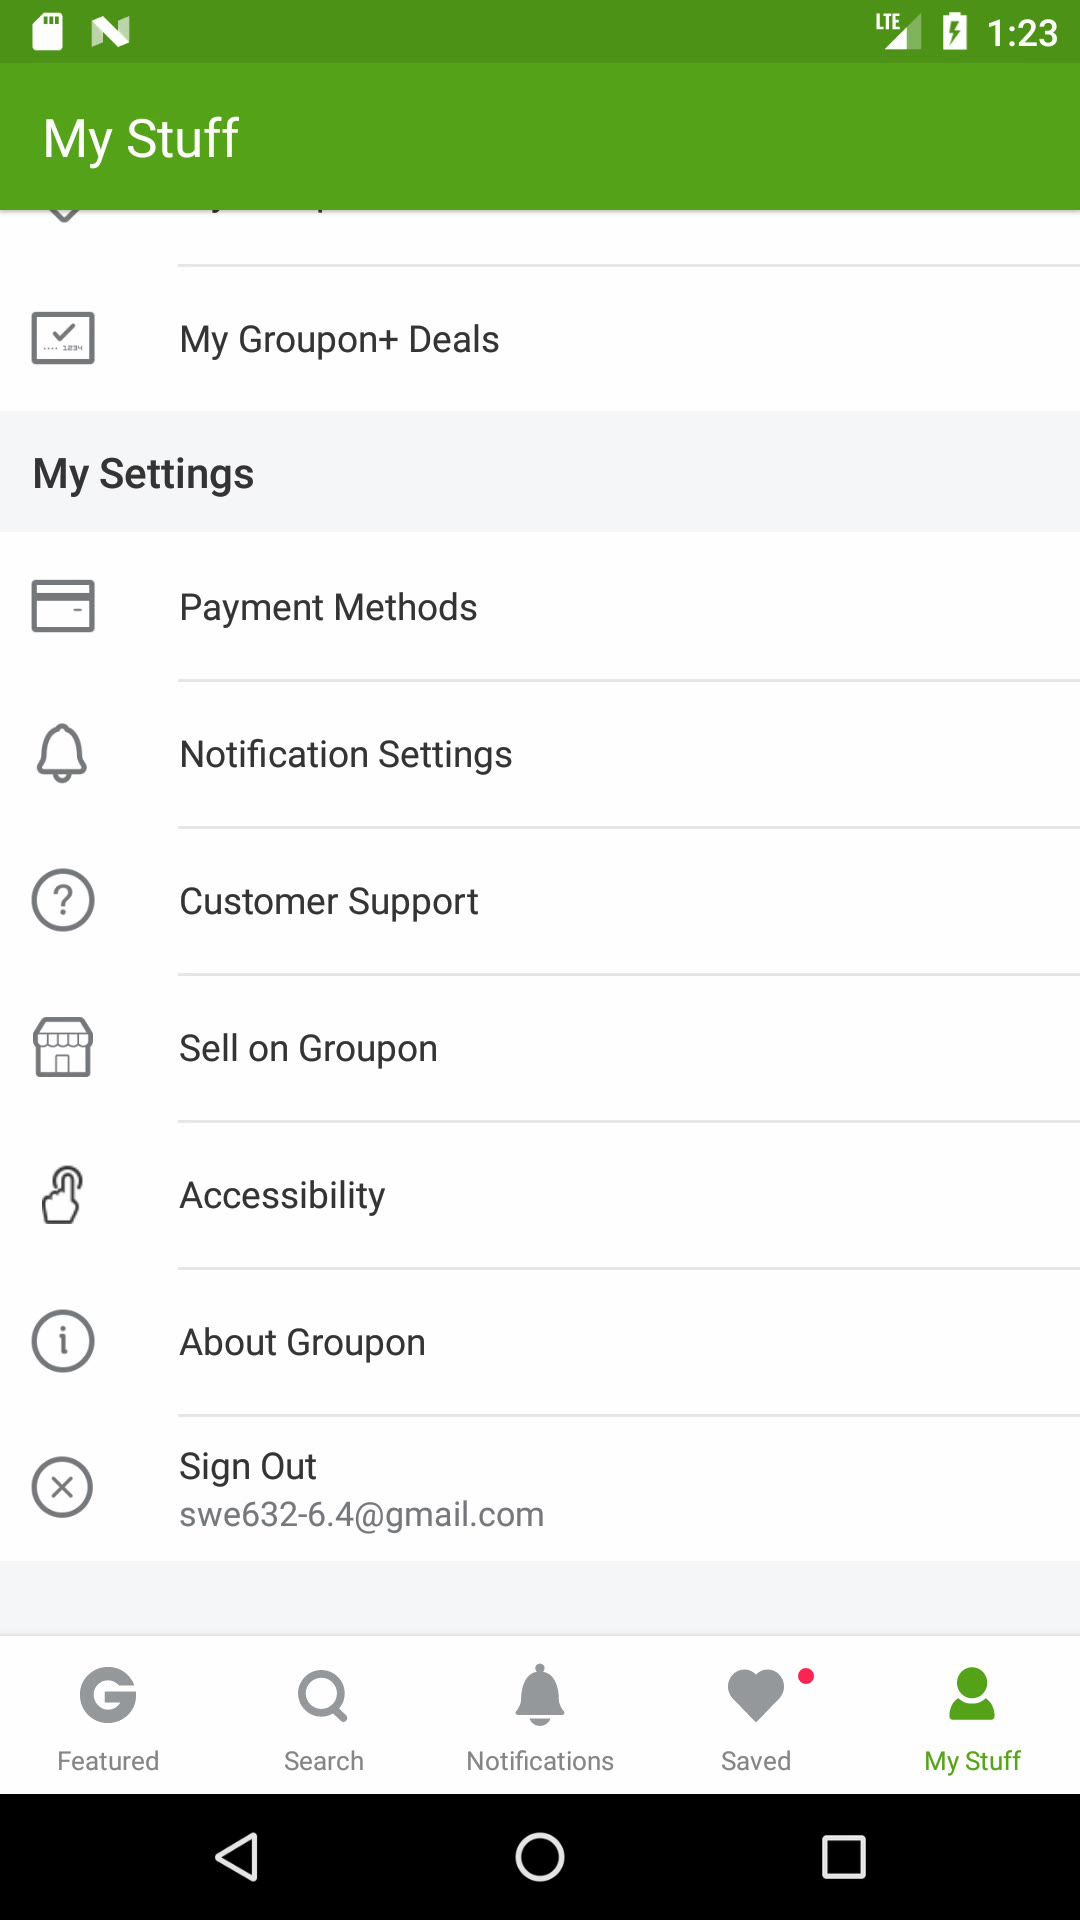 LTE 1:23
My Stuff
1234
My Groupon+ Deals
My Settings
Payment Methods
Notification Settings
? Customer Support
Sell on Groupon
Accessibility
i About Groupon
Sign Out
swe632-6.4@gmail.com
Featured Search Notifications Saved My Stuff